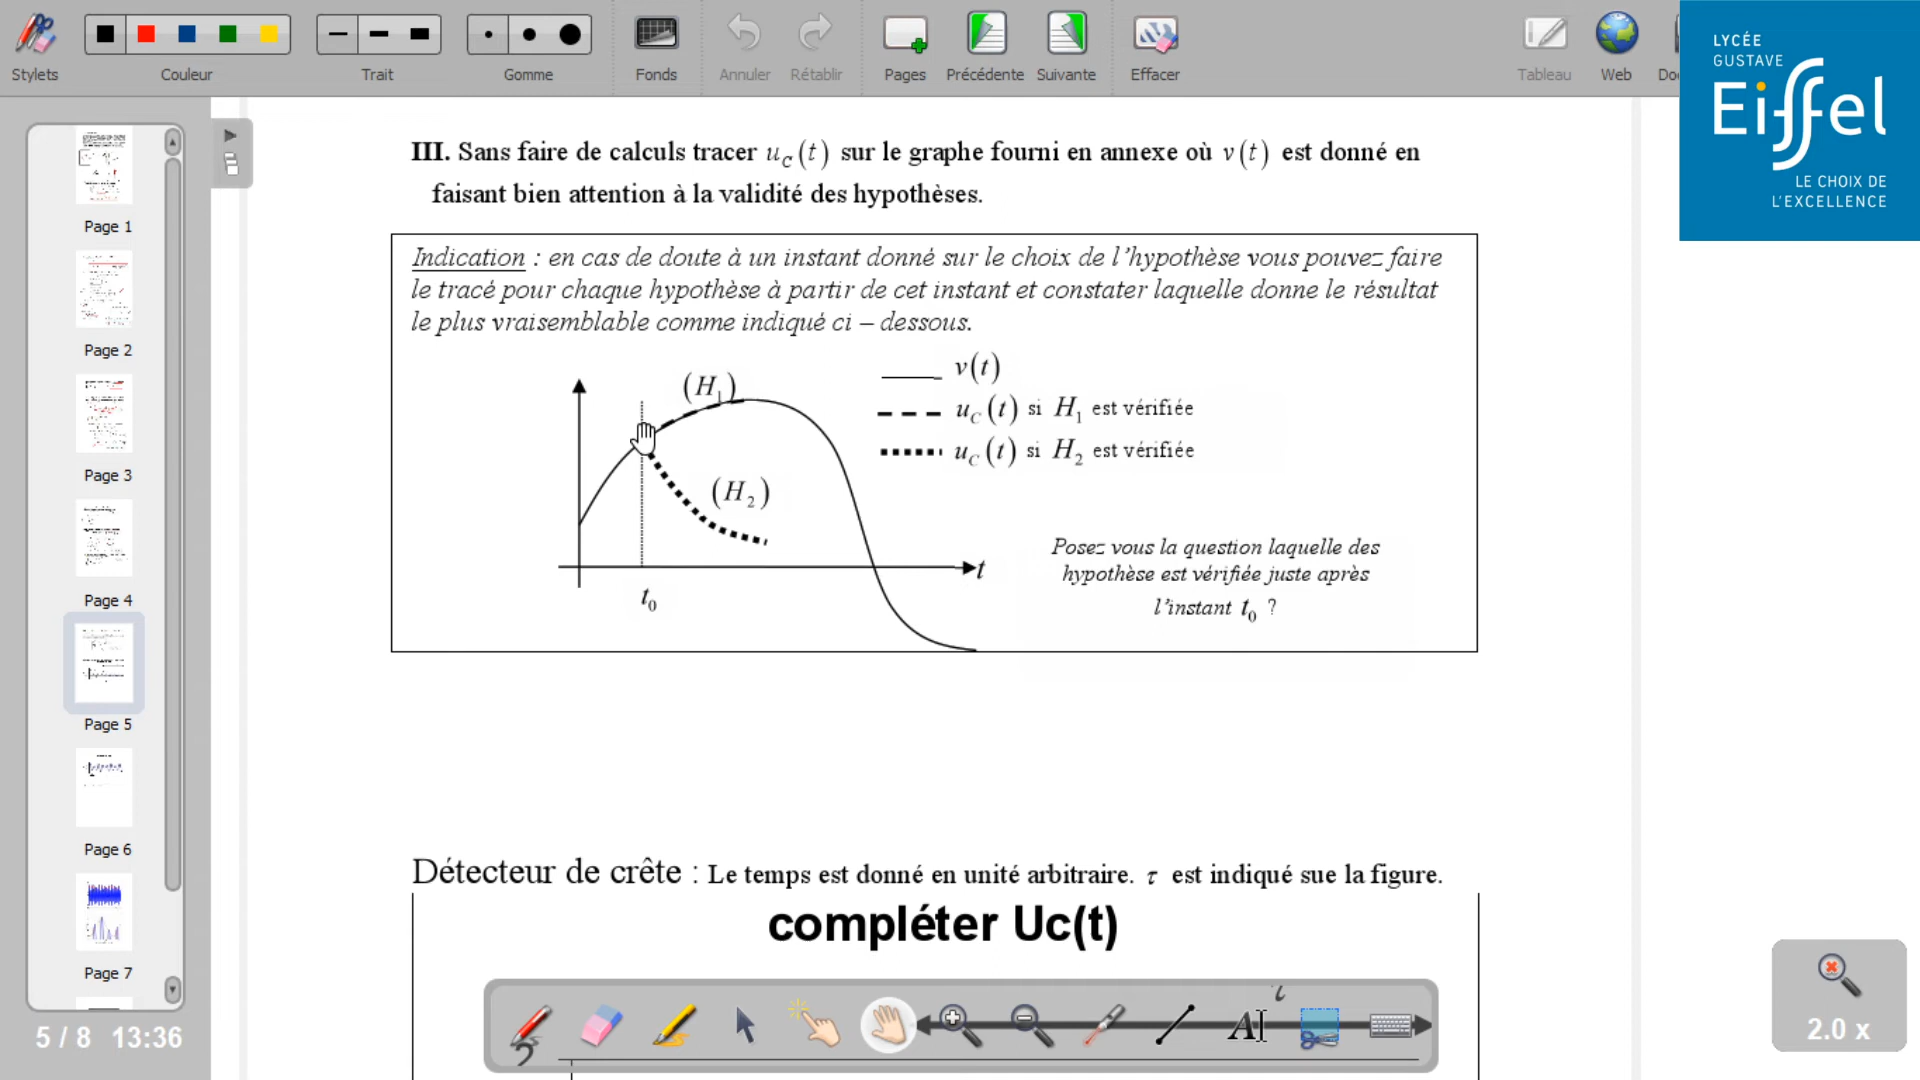 Stylets
Couleur
Trait
Gomme
Fonds
Annuler
Rétablir
Pages
Précédente
Suivante
Effacer
Tableau
Web
LYCÉE
GUSTAVE
Eiffel
LE CHOIX DE
L'EXCELLENCE
Page 1
Page 2
Page 3
Page 4
Page 5
Page 6
Page 7
5 / 8 13:36
III. Sans faire de calculs tracer u_C(t) sur le graphe fourni en annexe où v(t) est donné en
faisant bien attention à la validité des hypothèses.
Indication : en cas de doute à un instant donné sur le choix de l'hypothèse vous pouvez faire
le tracé pour chaque hypothèse à partir de cet instant et constater laquelle donne le résultat
le plus vraisemblable comme indiqué ci – dessous.
(H₁)
(H₂)
t
t₀
v(t)
u_C(t) si H₁ est vérifiée
u_C(t) si H₂ est vérifiée
Posez vous la question laquelle des
hypothèse est vérifiée juste après
l'instant t₀ ?
Détecteur de crête : Le temps est donné en unité arbitraire. τ est indiqué sue la figure.
compléter Uc(t)
2.0 x